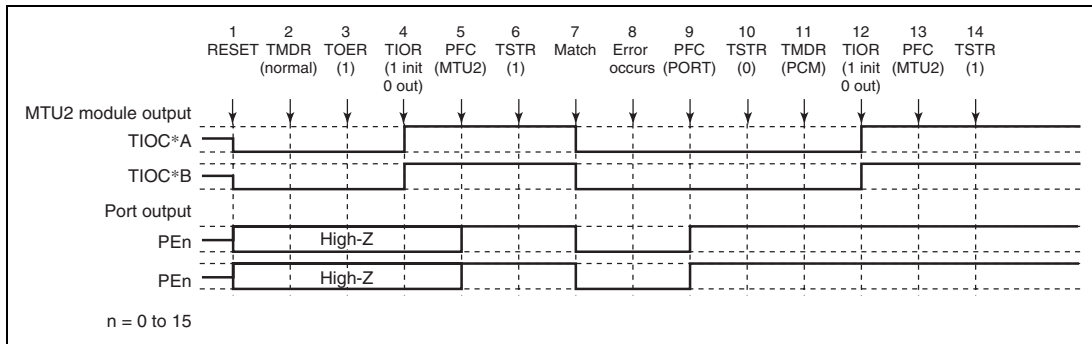 1 2 3 4 5 6 7 8 9 10 11 12 13 14
RESET TMDR TOER TIOR PFC TSTR Match Error PFC TSTR TMDR TIOR PFC TSTR
(normal) (1) (1 init (MTU2) (1) occurs (PORT) (0) (PCM) (1 init (MTU2) (1)
0 out) 0 out)
MTU2 module output
TIOC*A
TIOC*B
Port output
PEn High-Z
PEn High-Z
n = 0 to 15